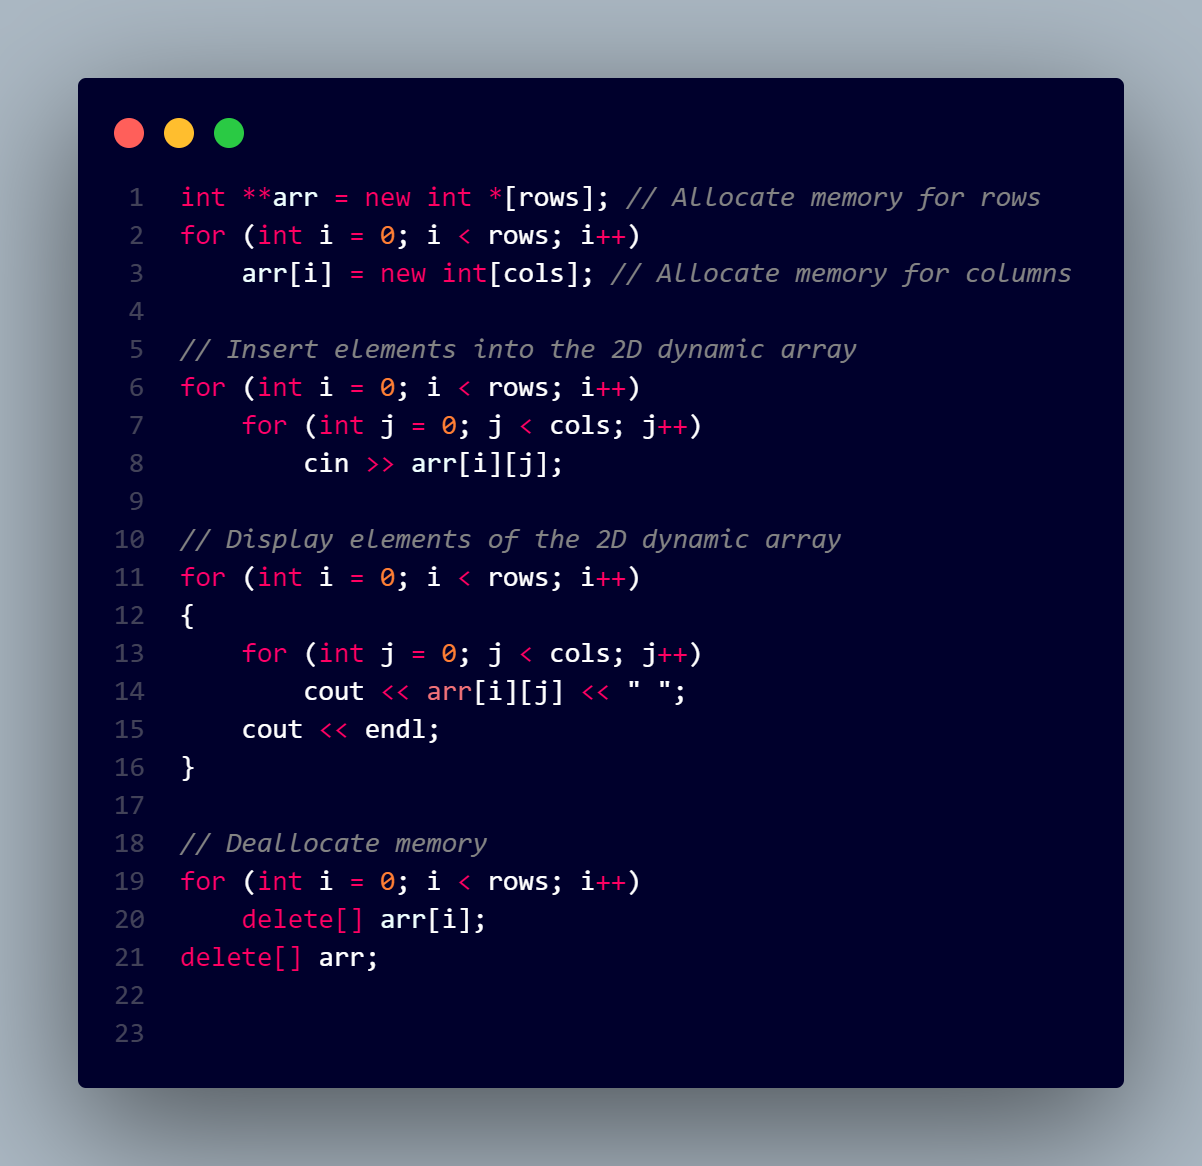 1 int **arr = new int *[rows]; // Allocate memory for rows
2 for (int i = 0; i < rows; i++)
3     arr[i] = new int[cols]; // Allocate memory for columns
4
5 // Insert elements into the 2D dynamic array
6 for (int i = 0; i < rows; i++)
7     for (int j = 0; j < cols; j++)
8         cin >> arr[i][j];
9
10 // Display elements of the 2D dynamic array
11 for (int i = 0; i < rows; i++)
12 {
13     for (int j = 0; j < cols; j++)
14         cout << arr[i][j] << " ";
15     cout << endl;
16 }
17
18 // Deallocate memory
19 for (int i = 0; i < rows; i++)
20     delete[] arr[i];
21 delete[] arr;
22
23